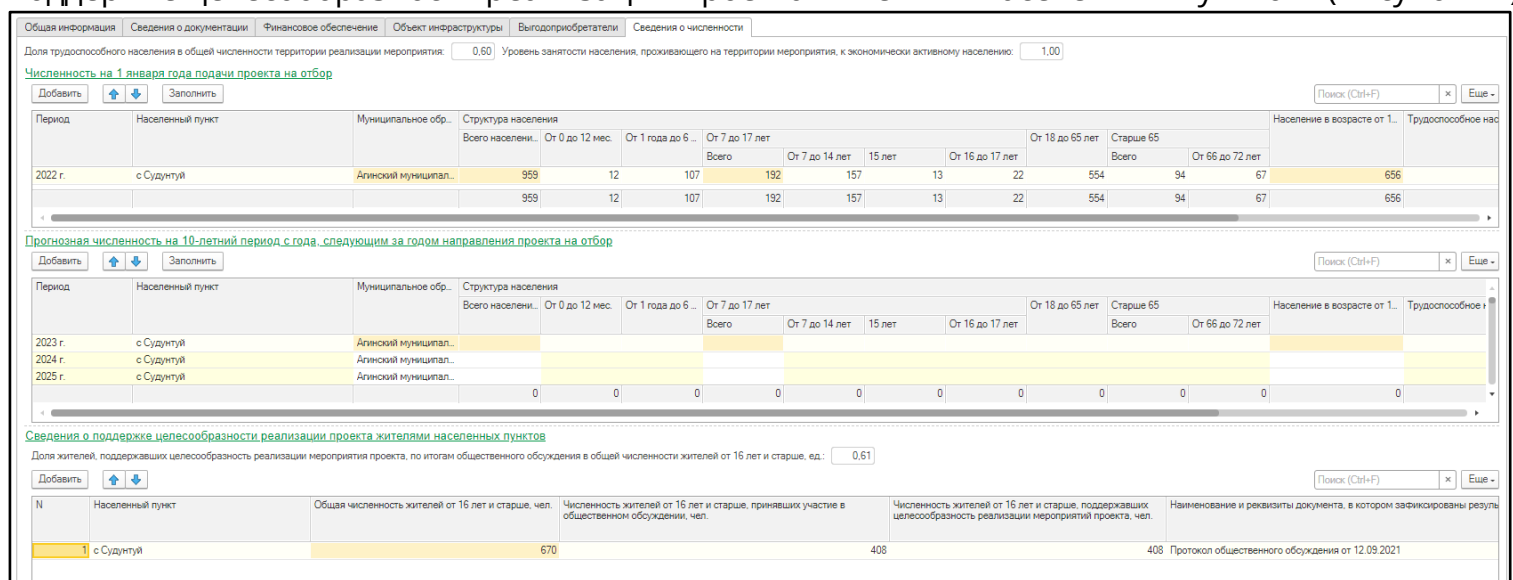 Общая информация Сведения о документации Финансовое обеспечение Объект инфраструктуры Выгодоприобретатели Сведения о численности
Доля трудоспособного населения в общей численности территории реализации мероприятия: 0,60 Уровень занятости населения, проживающего на территории мероприятия, к экономически активному населению: 1,00
Численность на 1 января года подачи проекта на отбор
Добавить Заполнить Поиск (Ctrl+F) × Еще
Период Населенный пункт Муниципальное обр... Структура населения Население в возрасте от 1... Трудоспособное нас
Всего населени... От 0 до 12 мес. От 1 года до 6 ... От 7 до 17 лет От 18 до 65 лет Старше 65
Всего От 7 до 14 лет 15 лет От 16 до 17 лет Всего От 66 до 72 лет
2022 г. с Судунтуй Агинский муниципал... 959 12 107 192 157 13 22 554 94 67 656
959 12 107 192 157 13 22 554 94 67 656
Прогнозная численность на 10-летний период с года, следующим за годом направления проекта на отбор
Добавить Заполнить Поиск (Ctrl+F) × Еще
Период Населенный пункт Муниципальное обр... Структура населения Население в возрасте от 1... Трудоспособное н
Всего населени... От 0 до 12 мес. От 1 года до 6 ... От 7 до 17 лет От 18 до 65 лет Старше 65
Всего От 7 до 14 лет 15 лет От 16 до 17 лет Всего От 66 до 72 лет
2023 г. с Судунтуй Агинский муниципал...
2024 г. с Судунтуй Агинский муниципал...
2025 г. с Судунтуй Агинский муниципал...
0 0 0 0 0 0 0 0 0 0 0
Сведения о поддержке целесообразности реализации проекта жителями населенных пунктов
Доля жителей, поддержавших целесообразность реализации мероприятия проекта, по итогам общественного обсуждения в общей численности жителей от 16 лет и старше, ед.: 0,61
Добавить Поиск (Ctrl+F) × Еще
N Населенный пункт Общая численность жителей от 16 лет и старше, чел. Численность жителей от 16 лет и старше, принявших участие в Численность жителей от 16 лет и старше, поддержавших Наименование и реквизиты документа, в котором зафиксированы резуль
общественном обсуждении, чел. целесообразность реализации мероприятий проекта, чел.
1 с Судунтуй 670 408 408 Протокол общественного обсуждения от 12.09.2021